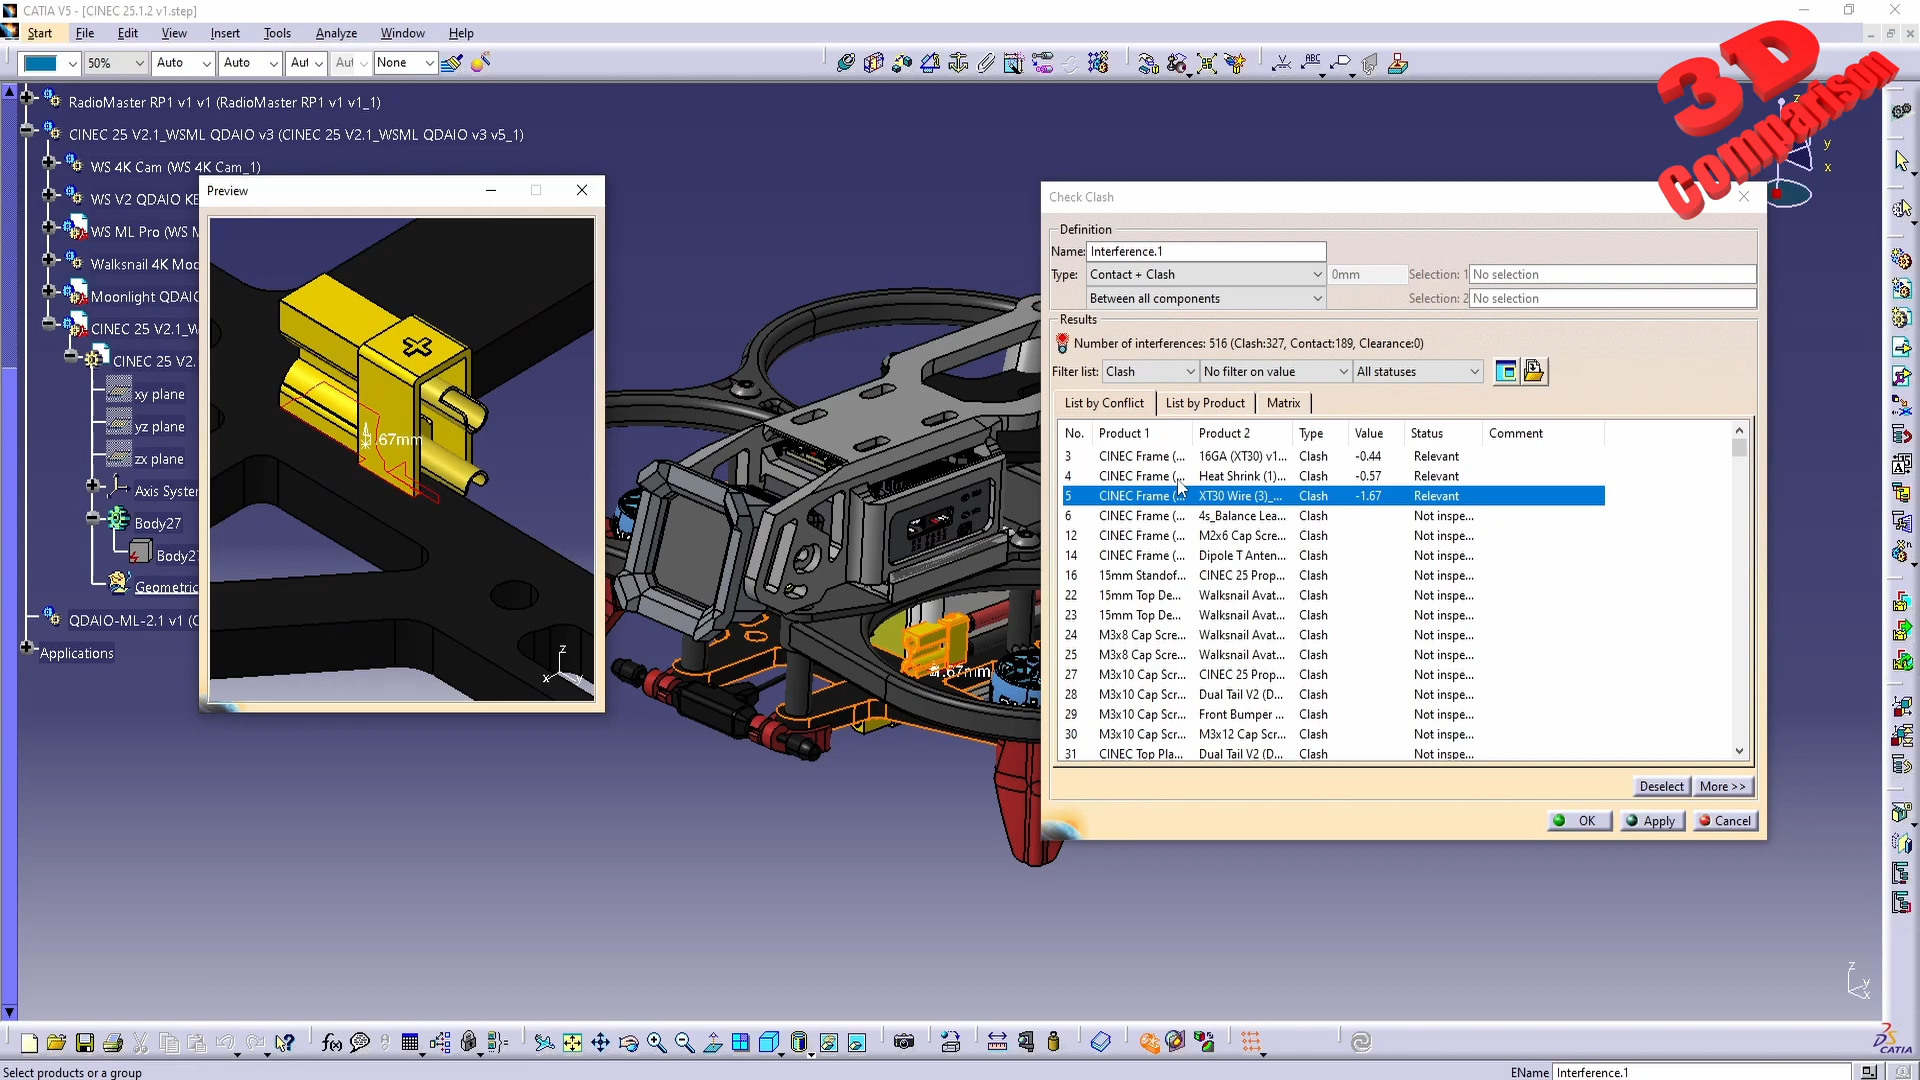 CATIA V5 - [CINEC 25.1.2 v1.step]
Start File Edit View Insert Tools Analyze Window Help
50% Auto Auto Aut Aut None
3D
Comparison
RadioMaster RP1 v1 v1 (RadioMaster RP1 v1 v1_1)
CINEC 25 V2.1_WSML QDAIO v3 (CINEC 25 V2.1_WSML QDAIO v3 v5_1)
WS 4K Cam (WS 4K Cam_1)
WS V2 QDAIO KE
WS ML Pro (WS M
Walksnail 4K Moo
Moonlight QDAIO
CINEC 25 V2.1_W
CINEC 25 V2.
xy plane
yz plane
zx plane
Axis System
Body27
Body27
Geometric
QDAIO-ML-2.1 v1 (C
Applications
Preview
1.67mm
z
x y
1.67mm
z
y
x
Check Clash
Definition
Name: Interference.1
Type: Contact + Clash 0mm Selection: 1 No selection
Between all components Selection: 2 No selection
Results
Number of interferences: 516 (Clash:327, Contact:189, Clearance:0)
Filter list: Clash No filter on value All statuses
List by Conflict List by Product Matrix
No. Product 1 Product 2 Type Value Status Comment
3 CINEC Frame (... 16GA (XT30) v1... Clash -0.44 Relevant
4 CINEC Frame (... Heat Shrink (1)... Clash -0.57 Relevant
5 CINEC Frame (... XT30 Wire (3)_... Clash -1.67 Relevant
6 CINEC Frame (... 4s_Balance Lea... Clash Not inspe...
12 CINEC Frame (... M2x6 Cap Scre... Clash Not inspe...
14 CINEC Frame (... Dipole T Anten... Clash Not inspe...
16 15mm Standof... CINEC 25 Prop... Clash Not inspe...
22 15mm Top De... Walksnail Avat... Clash Not inspe...
23 15mm Top De... Walksnail Avat... Clash Not inspe...
24 M3x8 Cap Scre... Walksnail Avat... Clash Not inspe...
25 M3x8 Cap Scre... Walksnail Avat... Clash Not inspe...
27 M3x10 Cap Scr... CINEC 25 Prop... Clash Not inspe...
28 M3x10 Cap Scr... Dual Tail V2 (D... Clash Not inspe...
29 M3x10 Cap Scr... Front Bumper ... Clash Not inspe...
30 M3x10 Cap Scr... M3x12 Cap Scr... Clash Not inspe...
31 CINEC Top Pla... Dual Tail V2 (D... Clash Not inspe...
Deselect More >>
OK Apply Cancel
z
y
x
CATIA
Select products or a group
EName Interference.1